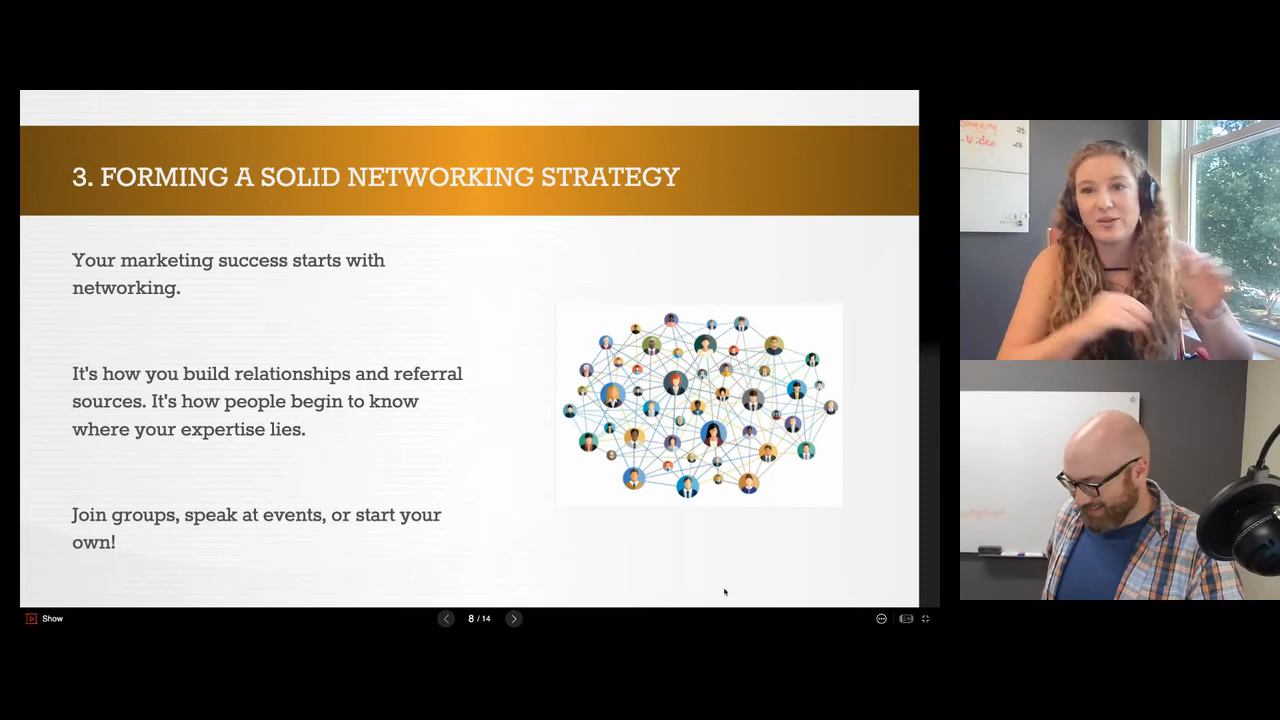 3. FORMING A SOLID NETWORKING STRATEGY
Your marketing success starts with
networking.
It's how you build relationships and referral
sources. It's how people begin to know
where your expertise lies.
Join groups, speak at events, or start your
own!
Show
8 / 14
25
-Video